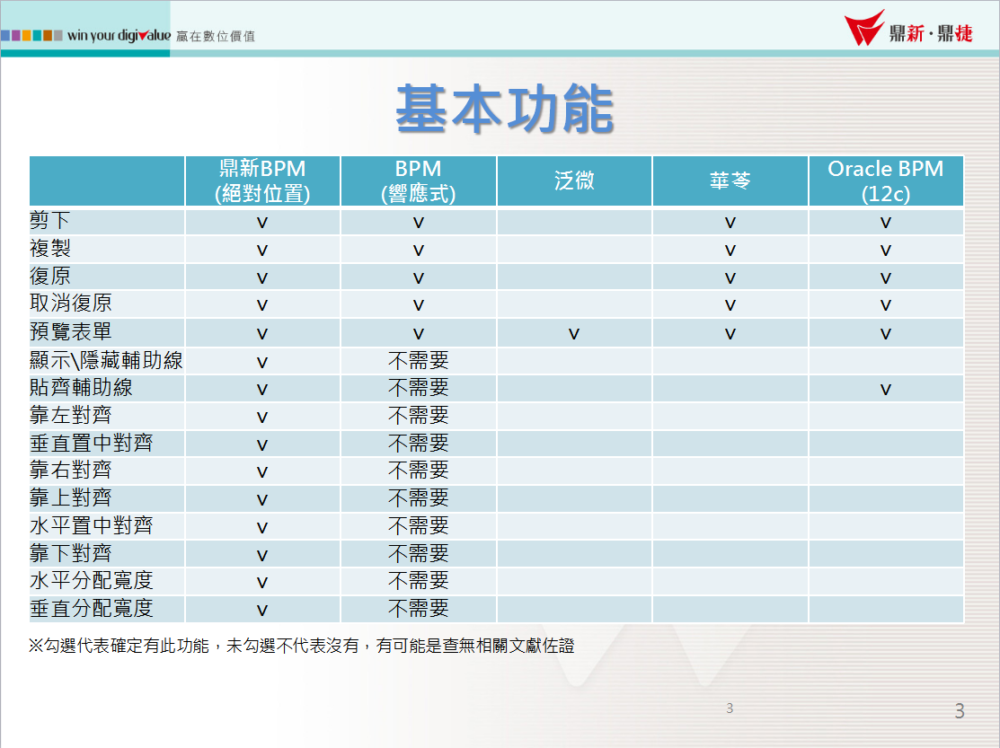 win your digivalue 贏在數位價值
鼎新·鼎捷
基本功能
鼎新BPM (絕對位置) BPM (響應式) 泛微 華苓 Oracle BPM (12c)
剪下 v v v v
複製 v v v v
復原 v v v v
取消復原 v v v v
預覽表單 v v v v v
顯示\隱藏輔助線 v 不需要
貼齊輔助線 v 不需要 v
靠左對齊 v 不需要
垂直置中對齊 v 不需要
靠右對齊 v 不需要
靠上對齊 v 不需要
水平置中對齊 v 不需要
靠下對齊 v 不需要
水平分配寬度 v 不需要
垂直分配寬度 v 不需要
※勾選代表確定有此功能，未勾選不代表沒有，有可能是查無相關文獻佐證
3
3